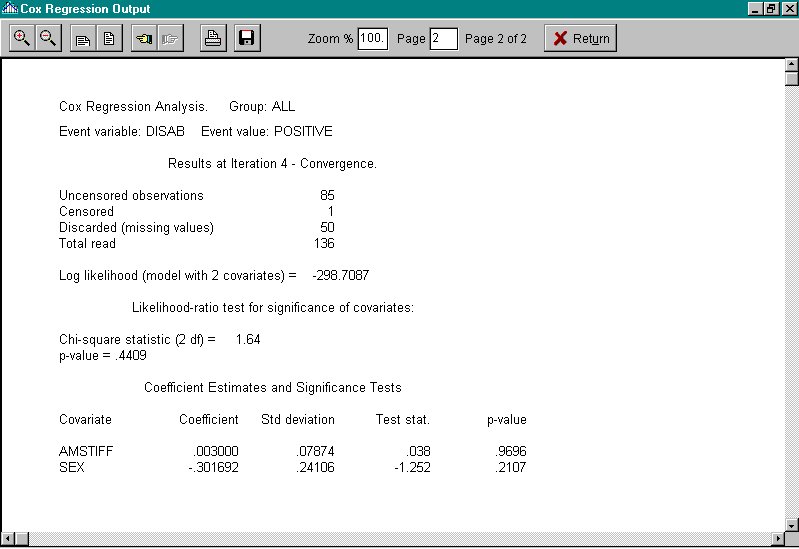 Cox Regression Output
Zoom % 100. Page 2 Page 2 of 2 Return
Cox Regression Analysis. Group: ALL
Event variable: DISAB Event value: POSITIVE
Results at Iteration 4 - Convergence.
Uncensored observations 85
Censored 1
Discarded (missing values) 50
Total read 136
Log likelihood (model with 2 covariates) = -298.7087
Likelihood-ratio test for significance of covariates:
Chi-square statistic (2 df) = 1.64
p-value = .4409
Coefficient Estimates and Significance Tests
Covariate Coefficient Std deviation Test stat. p-value
AMSTIFF .003000 .07874 .038 .9696
SEX -.301692 .24106 -1.252 .2107